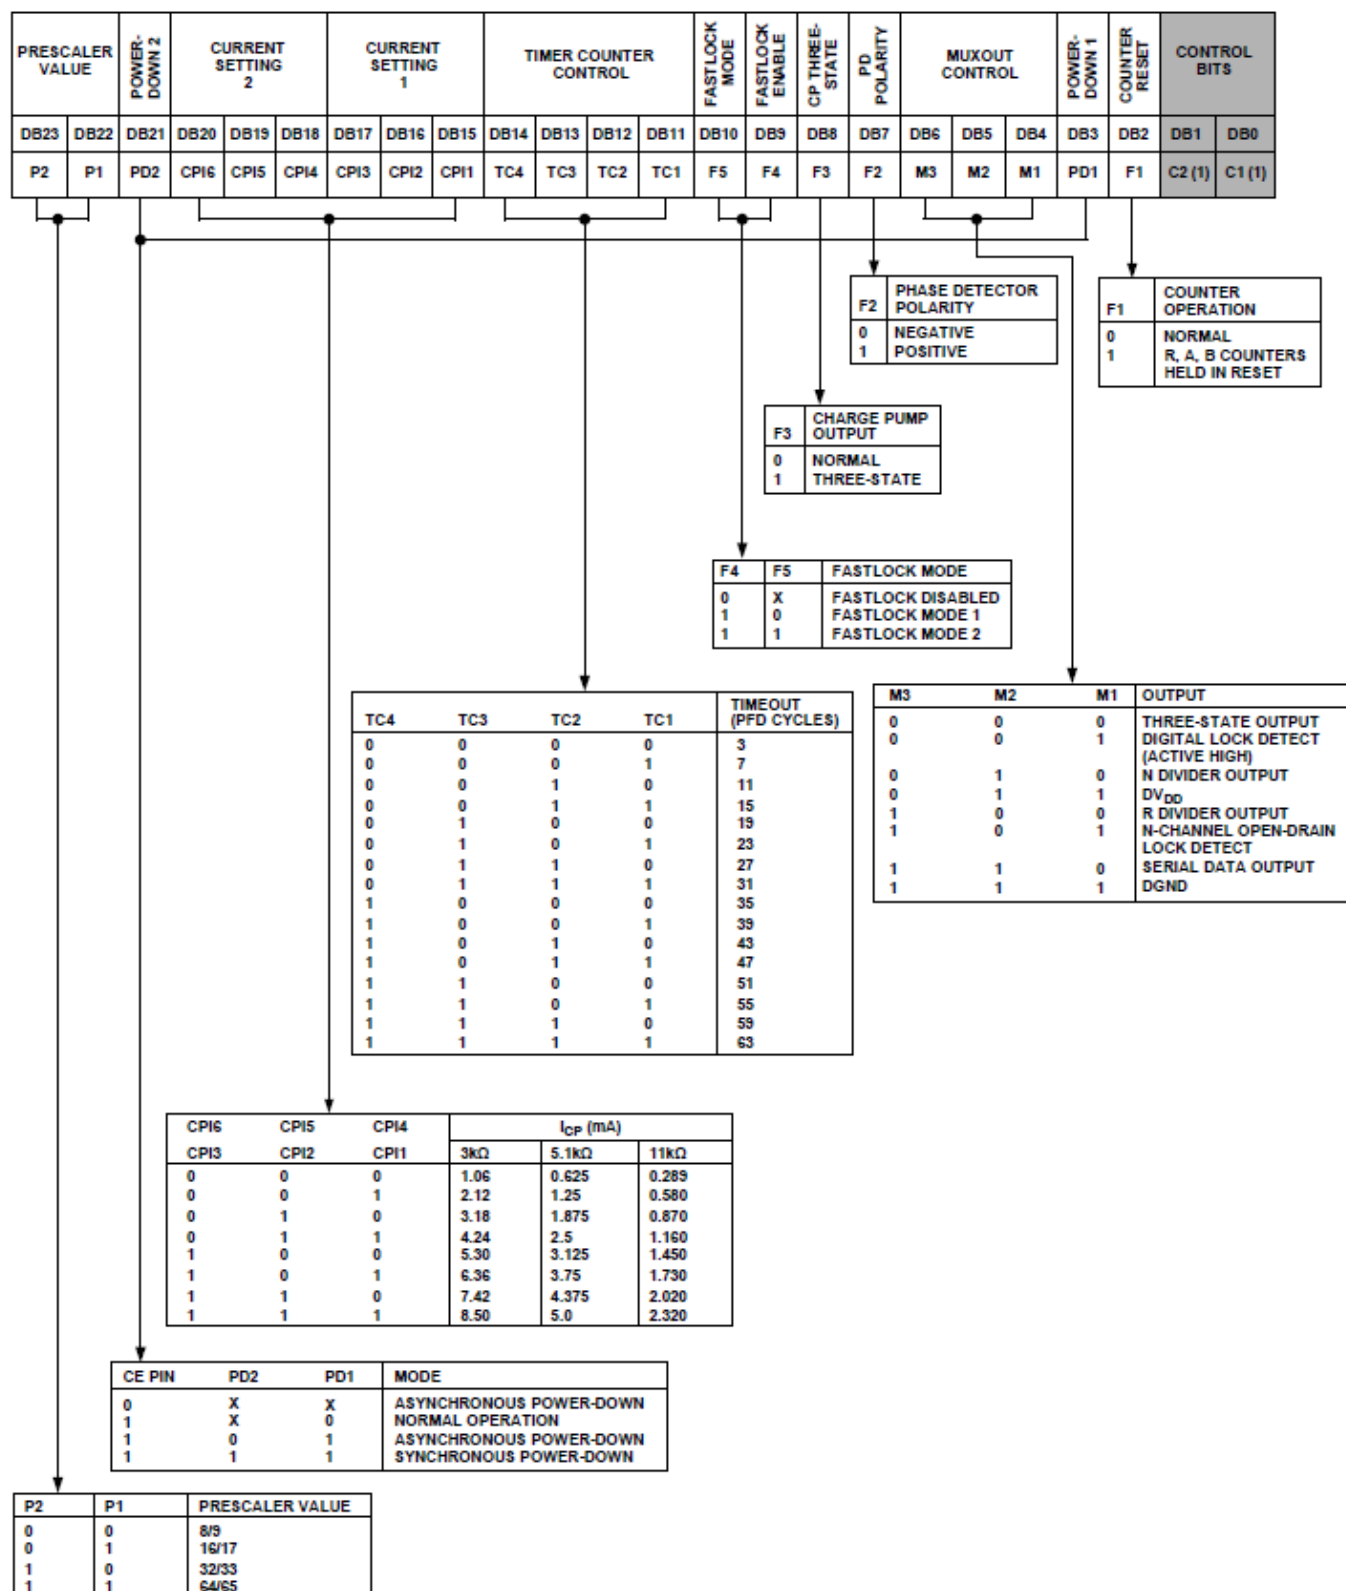 PRESCALER VALUE
POWER-DOWN 2
CURRENT SETTING 2
CURRENT SETTING 1
TIMER COUNTER CONTROL
FASTLOCK MODE
FASTLOCK ENABLE
CP THREE-STATE
PD POLARITY
MUXOUT CONTROL
POWER-DOWN 1
COUNTER RESET
CONTROL BITS
DB23 DB22 DB21 DB20 DB19 DB18 DB17 DB16 DB15 DB14 DB13 DB12 DB11 DB10 DB9 DB8 DB7 DB6 DB5 DB4 DB3 DB2 DB1 DB0
P2 P1 PD2 CPI6 CPI5 CPI4 CPI3 CPI2 CPI1 TC4 TC3 TC2 TC1 F5 F4 F3 F2 M3 M2 M1 PD1 F1 C2 (1) C1 (1)
F2 PHASE DETECTOR POLARITY
0 NEGATIVE
1 POSITIVE
F1 COUNTER OPERATION
0 NORMAL
1 R, A, B COUNTERS
HELD IN RESET
F3 CHARGE PUMP OUTPUT
0 NORMAL
1 THREE-STATE
F4 F5 FASTLOCK MODE
0 X FASTLOCK DISABLED
1 0 FASTLOCK MODE 1
1 1 FASTLOCK MODE 2
M3 M2 M1 OUTPUT
0 0 0 THREE-STATE OUTPUT
0 0 1 DIGITAL LOCK DETECT
(ACTIVE HIGH)
0 1 0 N DIVIDER OUTPUT
0 1 1 DVDD
1 0 0 R DIVIDER OUTPUT
1 0 1 N-CHANNEL OPEN-DRAIN
LOCK DETECT
1 1 0 SERIAL DATA OUTPUT
1 1 1 DGND
TC4 TC3 TC2 TC1 TIMEOUT (PFD CYCLES)
0 0 0 0 3
0 0 0 1 7
0 0 1 0 11
0 0 1 1 15
0 1 0 0 19
0 1 0 1 23
0 1 1 0 27
0 1 1 1 31
1 0 0 0 35
1 0 0 1 39
1 0 1 0 43
1 0 1 1 47
1 1 0 0 51
1 1 0 1 55
1 1 1 0 59
1 1 1 1 63
CPI6 CPI5 CPI4 ICP (mA)
CPI3 CPI2 CPI1 3kΩ 5.1kΩ 11kΩ
0 0 0 1.06 0.625 0.289
0 0 1 2.12 1.25 0.580
0 1 0 3.18 1.875 0.870
0 1 1 4.24 2.5 1.160
1 0 0 5.30 3.125 1.450
1 0 1 6.36 3.75 1.730
1 1 0 7.42 4.375 2.020
1 1 1 8.50 5.0 2.320
CE PIN PD2 PD1 MODE
0 X X ASYNCHRONOUS POWER-DOWN
1 X 0 NORMAL OPERATION
1 0 1 ASYNCHRONOUS POWER-DOWN
1 1 1 SYNCHRONOUS POWER-DOWN
P2 P1 PRESCALER VALUE
0 0 8/9
0 1 16/17
1 0 32/33
1 1 64/65